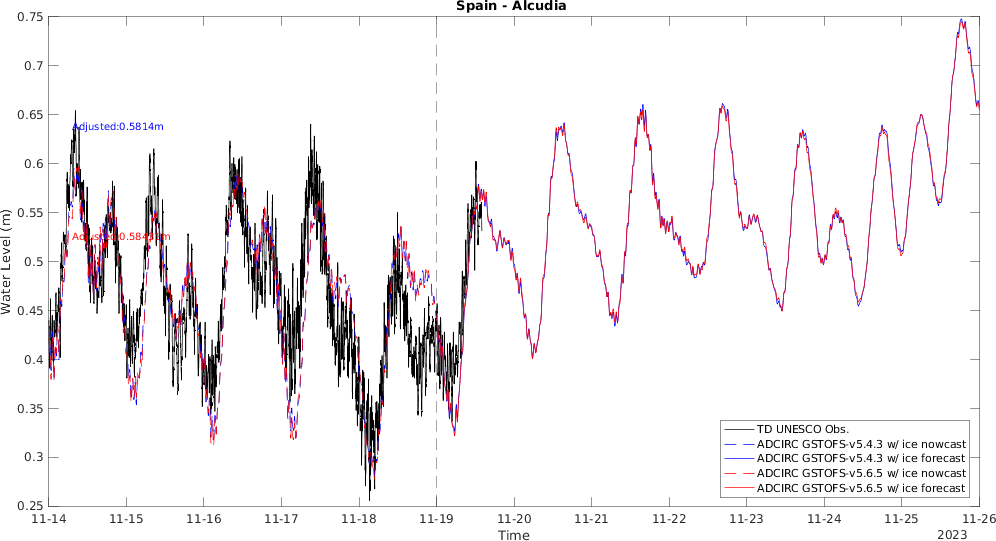 Spain - Alcudia
0.75
0.7
0.65
0.6
0.55
0.5
0.45
0.4
0.35
0.3
0.25
Water Level (m)
Adjusted:0.5814m
TD UNESCO Obs.
ADCIRC GSTOFS-v5.4.3 w/ ice nowcast
ADCIRC GSTOFS-v5.4.3 w/ ice forecast
ADCIRC GSTOFS-v5.6.5 w/ ice nowcast
ADCIRC GSTOFS-v5.6.5 w/ ice forecast
11-14 11-15 11-16 11-17 11-18 11-19 11-20 11-21 11-22 11-23 11-24 11-25 11-26
Time
2023